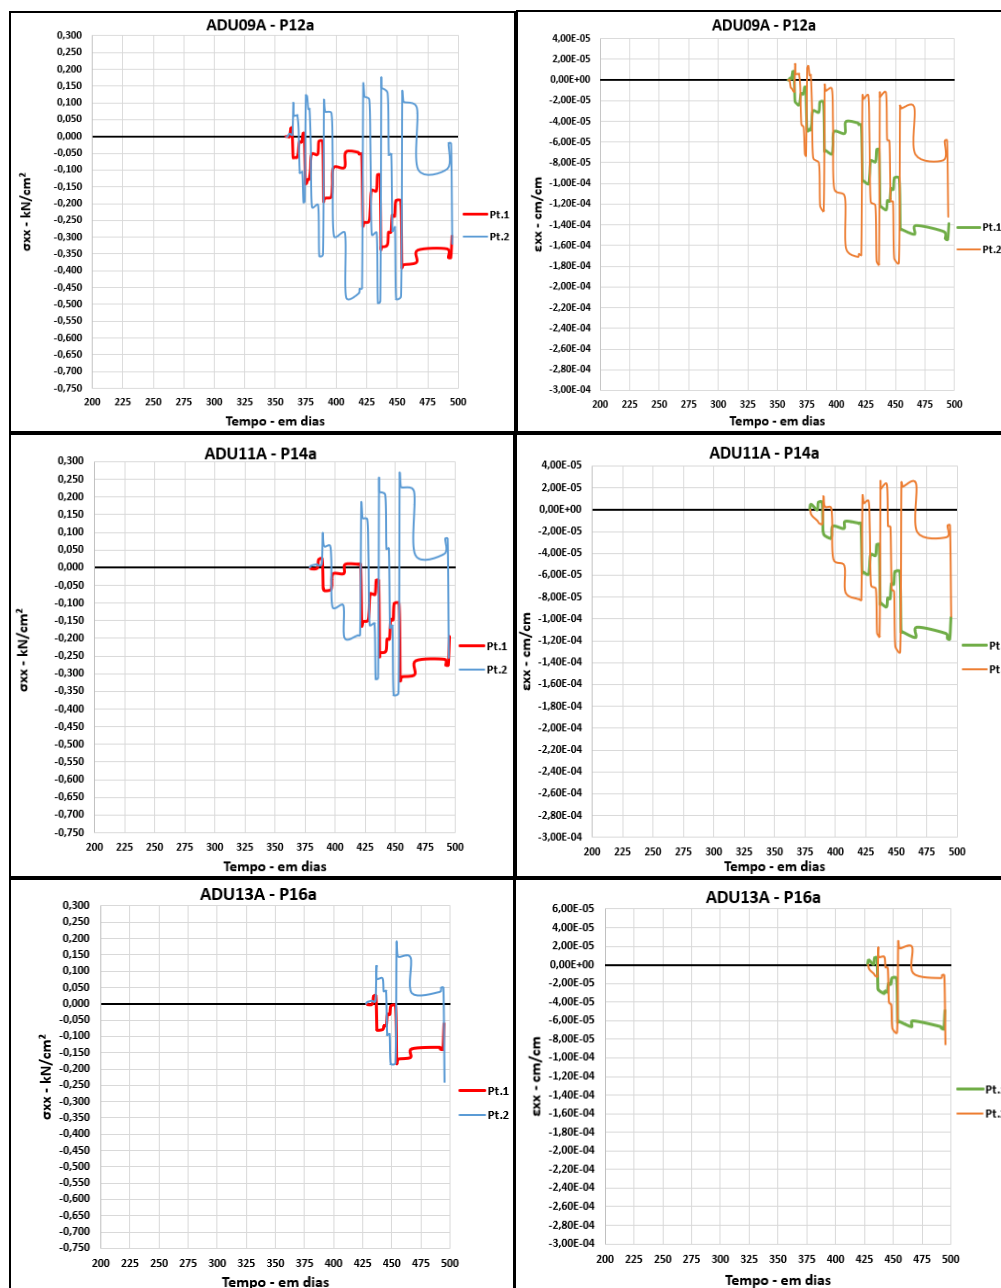 ADU09A - P12a
0,300
0,250
0,200
0,150
0,100
0,050
0,000
-0,050
-0,100
-0,150
-0,200
-0,250
-0,300
-0,350
-0,400
-0,450
-0,500
-0,550
-0,600
-0,650
-0,700
-0,750
σxx - kN/cm²
200 225 250 275 300 325 350 375 400 425 450 475 500
Tempo - em dias
Pt.1
Pt.2
ADU09A - P12a
4,00E-05
2,00E-05
0,00E+00
-2,00E-05
-4,00E-05
-6,00E-05
-8,00E-05
-1,00E-04
-1,20E-04
-1,40E-04
-1,60E-04
-1,80E-04
-2,00E-04
-2,20E-04
-2,40E-04
-2,60E-04
-2,80E-04
-3,00E-04
εxx - cm/cm
200 225 250 275 300 325 350 375 400 425 450 475 500
Tempo - em dias
Pt.1
Pt.2
ADU11A - P14a
0,300
0,250
0,200
0,150
0,100
0,050
0,000
-0,050
-0,100
-0,150
-0,200
-0,250
-0,300
-0,350
-0,400
-0,450
-0,500
-0,550
-0,600
-0,650
-0,700
-0,750
σxx - kN/cm²
200 225 250 275 300 325 350 375 400 425 450 475 500
Tempo - em dias
Pt.1
Pt.2
ADU11A - P14a
4,00E-05
2,00E-05
0,00E+00
-2,00E-05
-4,00E-05
-6,00E-05
-8,00E-05
-1,00E-04
-1,20E-04
-1,40E-04
-1,60E-04
-1,80E-04
-2,00E-04
-2,20E-04
-2,40E-04
-2,60E-04
-2,80E-04
-3,00E-04
εxx - cm/cm
200 225 250 275 300 325 350 375 400 425 450 475 500
Tempo - em dias
Pt
Pt
ADU13A - P16a
0,300
0,250
0,200
0,150
0,100
0,050
0,000
-0,050
-0,100
-0,150
-0,200
-0,250
-0,300
-0,350
-0,400
-0,450
-0,500
-0,550
-0,600
-0,650
-0,700
-0,750
σxx - kN/cm²
200 225 250 275 300 325 350 375 400 425 450 475 500
Tempo - em dias
Pt.1
Pt.2
ADU13A - P16a
6,00E-05
4,00E-05
2,00E-05
0,00E+00
-2,00E-05
-4,00E-05
-6,00E-05
-8,00E-05
-1,00E-04
-1,20E-04
-1,40E-04
-1,60E-04
-1,80E-04
-2,00E-04
-2,20E-04
-2,40E-04
-2,60E-04
-2,80E-04
-3,00E-04
εxx - cm/cm
200 225 250 275 300 325 350 375 400 425 450 475 500
Tempo - em dias
Pt.
Pt.